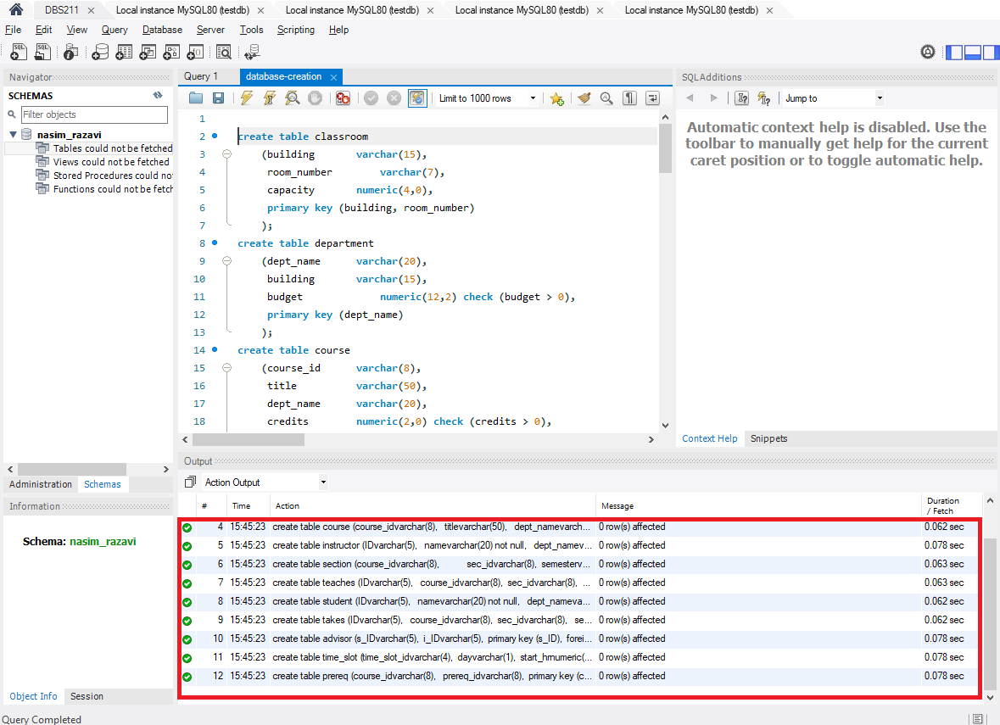 DBS211 Local instance MySQL80 (testdb) Local instance MySQL80 (testdb) Local instance MySQL80 (testdb) Local instance MySQL80 (testdb)
File Edit View Query Database Server Tools Scripting Help
Navigator
SCHEMAS
Filter objects
nasim_razavi
Tables could not be fetched
Views could not be fetched
Stored Procedures could no
Functions could not be fetch
Administration Schemas
Information
Schema: nasim_razavi
Object Info Session
Query 1 database-creation
Limit to 1000 rows
1
2 create table classroom
3 (building varchar(15),
4 room_number varchar(7),
5 capacity numeric(4,0),
6 primary key (building, room_number)
7 );
8 create table department
9 (dept_name varchar(20),
10 building varchar(15),
11 budget numeric(12,2) check (budget > 0),
12 primary key (dept_name)
13 );
14 create table course
15 (course_id varchar(8),
16 title varchar(50),
17 dept_name varchar(20),
18 credits numeric(2,0) check (credits > 0),
SQLAdditions
Jump to
Automatic context help is disabled. Use the
toolbar to manually get help for the current
caret position or to toggle automatic help.
Context Help Snippets
Output
Action Output
# Time Action Message Duration / Fetch
4 15:45:23 create table course (course_idvarchar(8), titlevarchar(50), dept_namevarch... 0 row(s) affected 0.062 sec
5 15:45:23 create table instructor (IDvarchar(5), namevarchar(20) not null, dept_namev... 0 row(s) affected 0.078 sec
6 15:45:23 create table section (course_idvarchar(8), sec_idvarchar(8), semesterv... 0 row(s) affected 0.063 sec
7 15:45:23 create table teaches (IDvarchar(5), course_idvarchar(8), sec_idvarchar(8), ... 0 row(s) affected 0.063 sec
8 15:45:23 create table student (IDvarchar(5), namevarchar(20) not null, dept_nameva... 0 row(s) affected 0.062 sec
9 15:45:23 create table takes (IDvarchar(5), course_idvarchar(8), sec_idvarchar(8), se... 0 row(s) affected 0.062 sec
10 15:45:23 create table advisor (s_IDvarchar(5), i_IDvarchar(5), primary key (s_ID), forei... 0 row(s) affected 0.078 sec
11 15:45:23 create table time_slot (time_slot_idvarchar(4), dayvarchar(1), start_hrnumeric(... 0 row(s) affected 0.078 sec
12 15:45:23 create table prereq (course_idvarchar(8), prereq_idvarchar(8), primary key (c... 0 row(s) affected 0.078 sec
Query Completed